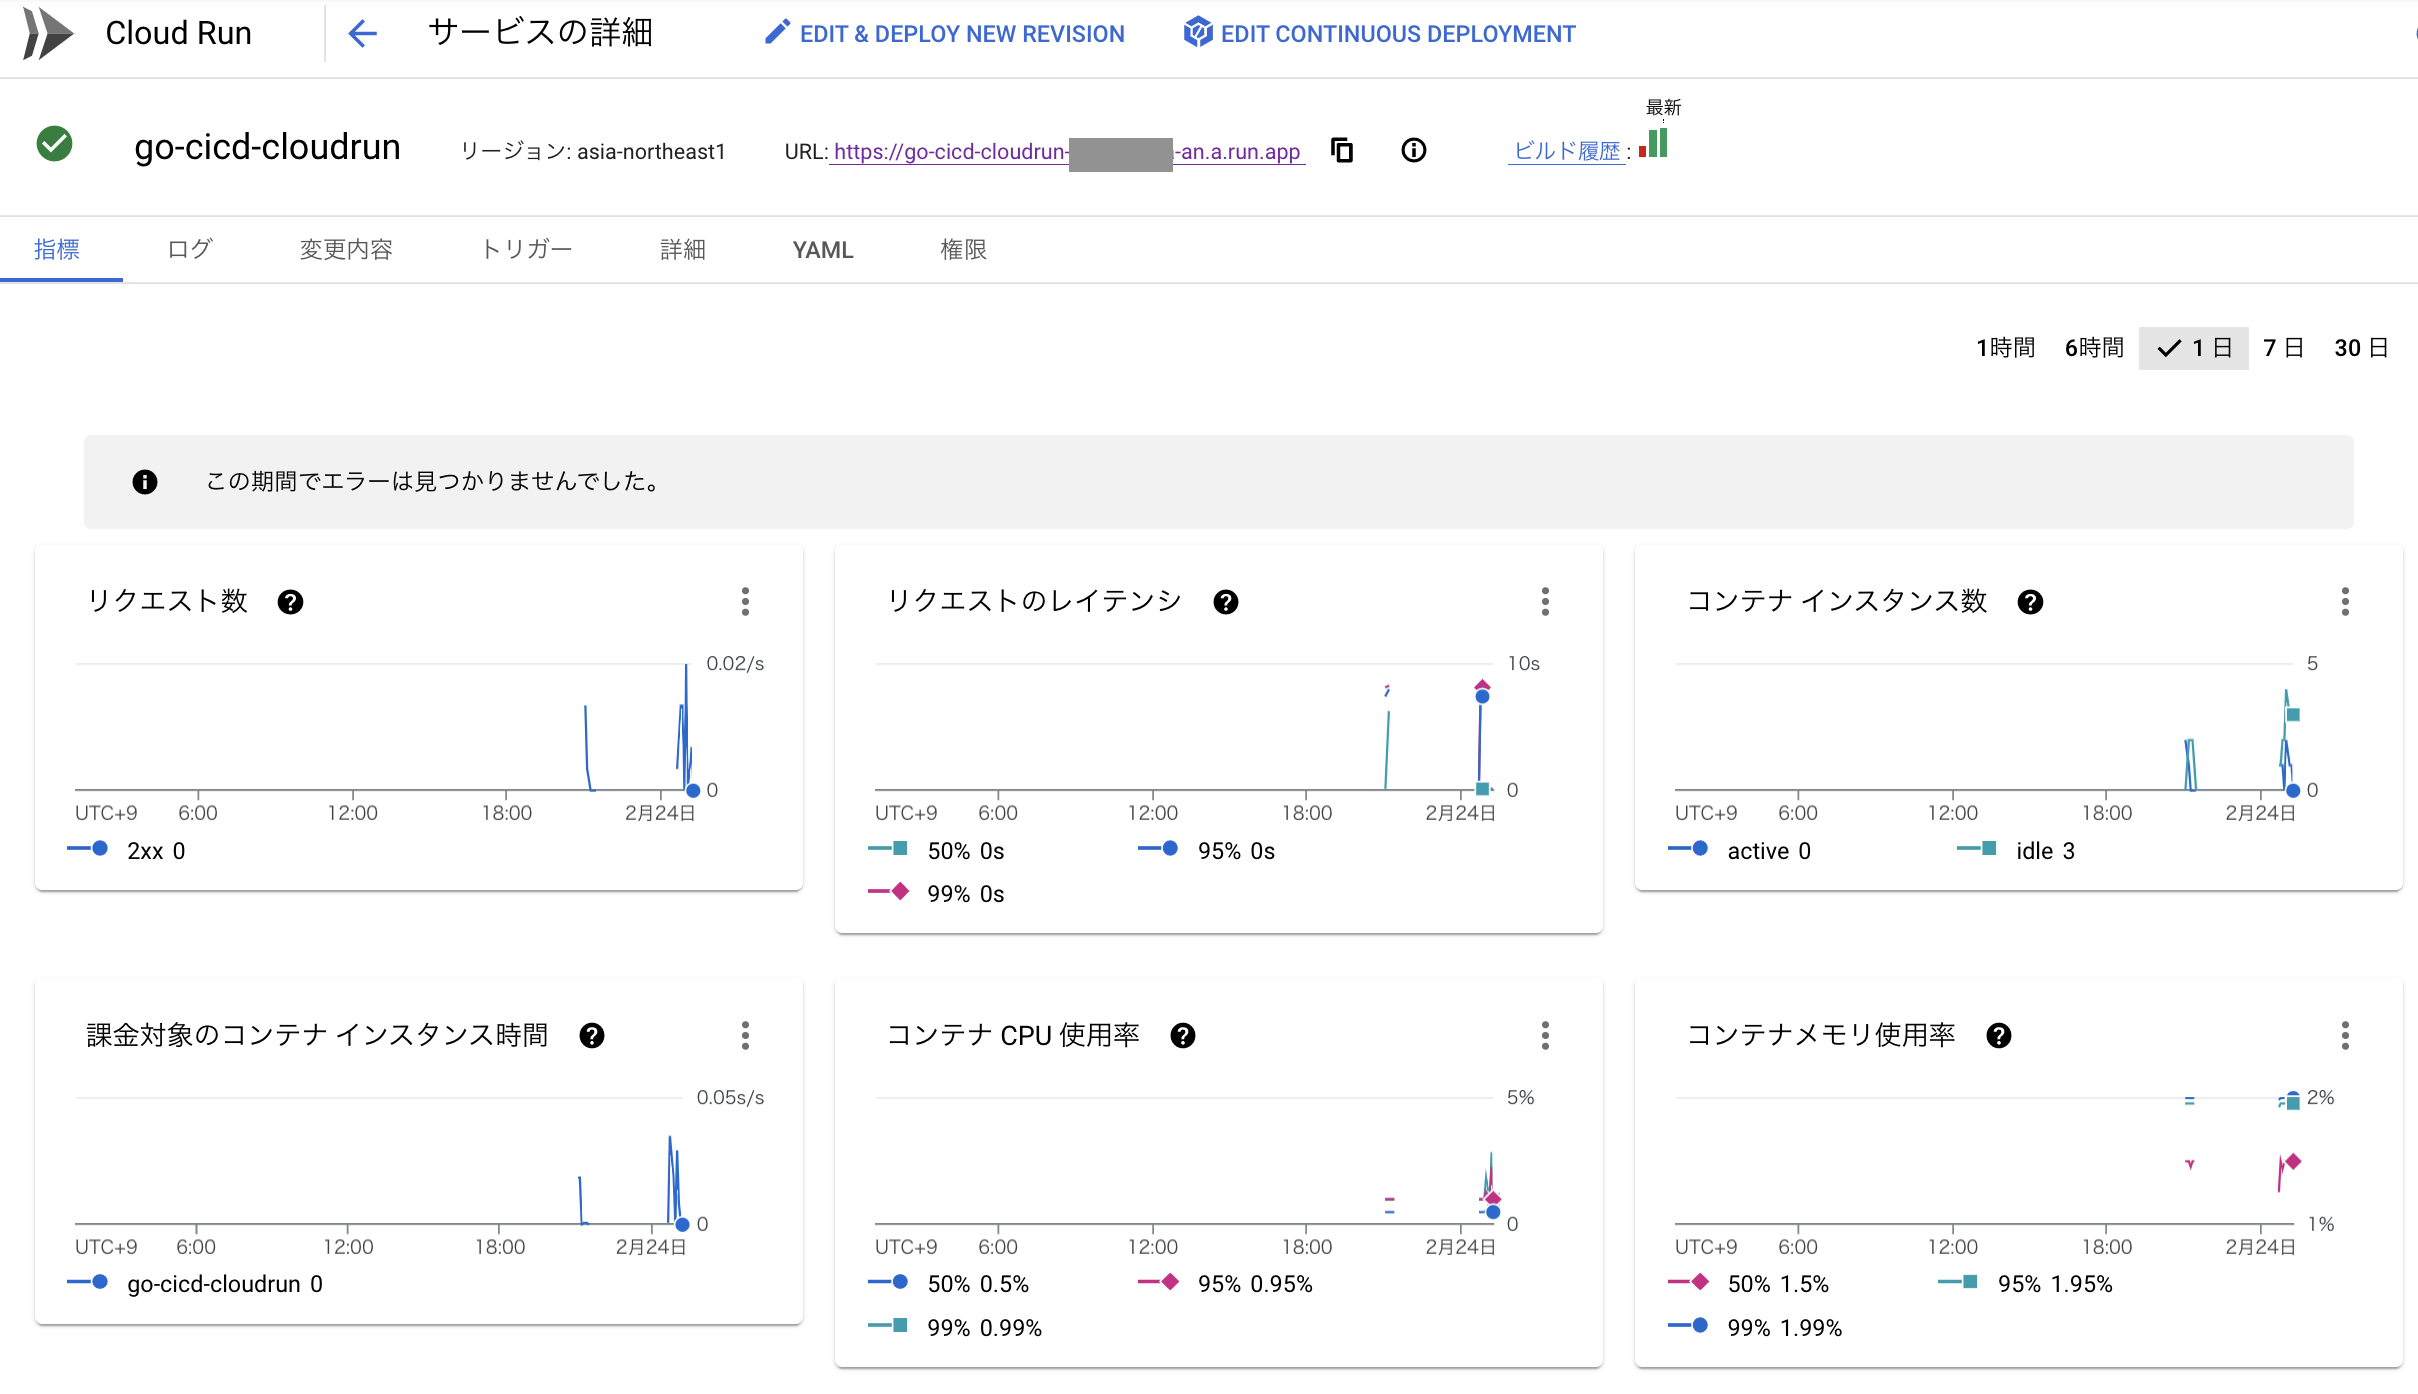 Cloud Run
サービスの詳細
EDIT & DEPLOY NEW REVISION
EDIT CONTINUOUS DEPLOYMENT
最新
go-cicd-cloudrun
リージョン: asia-northeast1
URL: https://go-cicd-cloudrun- -an.a.run.app
ビルド履歴 :
指標
ログ
変更内容
トリガー
詳細
YAML
権限
1時間
6時間
1 日
7 日
30 日
この期間でエラーは見つかりませんでした。
リクエスト数
0.02/s
0
UTC+9 6:00 12:00 18:00 2月24日
2xx 0
リクエストのレイテンシ
10s
0
UTC+9 6:00 12:00 18:00 2月24日
50% 0s
95% 0s
99% 0s
コンテナ インスタンス数
5
0
UTC+9 6:00 12:00 18:00 2月24日
active 0
idle 3
課金対象のコンテナ インスタンス時間
0.05s/s
0
UTC+9 6:00 12:00 18:00 2月24日
go-cicd-cloudrun 0
コンテナ CPU 使用率
5%
0
UTC+9 6:00 12:00 18:00 2月24日
50% 0.5%
95% 0.95%
99% 0.99%
コンテナメモリ使用率
2%
1%
UTC+9 6:00 12:00 18:00 2月24日
50% 1.5%
95% 1.95%
99% 1.99%